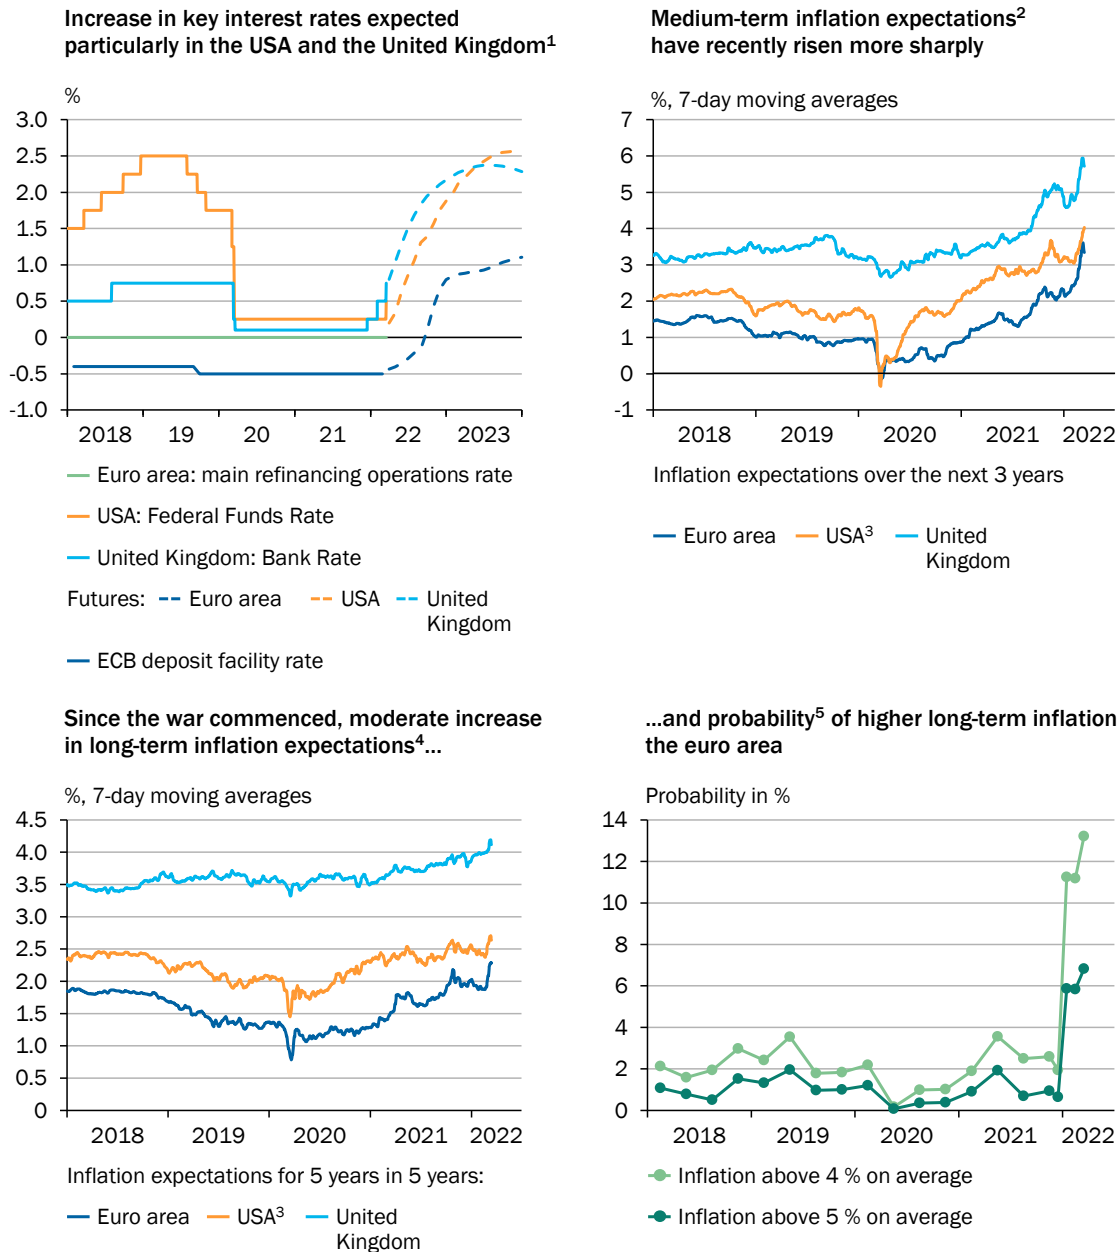 Increase in key interest rates expected
particularly in the USA and the United Kingdom¹
%
3.0
2.5
2.0
1.5
1.0
0.5
0
-0.5
-1.0
2018 19 20 21 22 2023
Euro area: main refinancing operations rate
USA: Federal Funds Rate
United Kingdom: Bank Rate
Futures: Euro area USA United
Kingdom
ECB deposit facility rate
Medium-term inflation expectations²
have recently risen more sharply
%, 7-day moving averages
7
6
5
4
3
2
1
0
-1
2018 2019 2020 2021 2022
Inflation expectations over the next 3 years
Euro area USA³ United
Kingdom
Since the war commenced, moderate increase
in long-term inflation expectations⁴...
%, 7-day moving averages
4.5
4.0
3.5
3.0
2.5
2.0
1.5
1.0
0.5
0
2018 2019 2020 2021 2022
Inflation expectations for 5 years in 5 years:
Euro area USA³ United
Kingdom
...and probability⁵ of higher long-term inflation
the euro area
Probability in %
14
12
10
8
6
4
2
0
2018 2019 2020 2021 2022
Inflation above 4 % on average
Inflation above 5 % on average